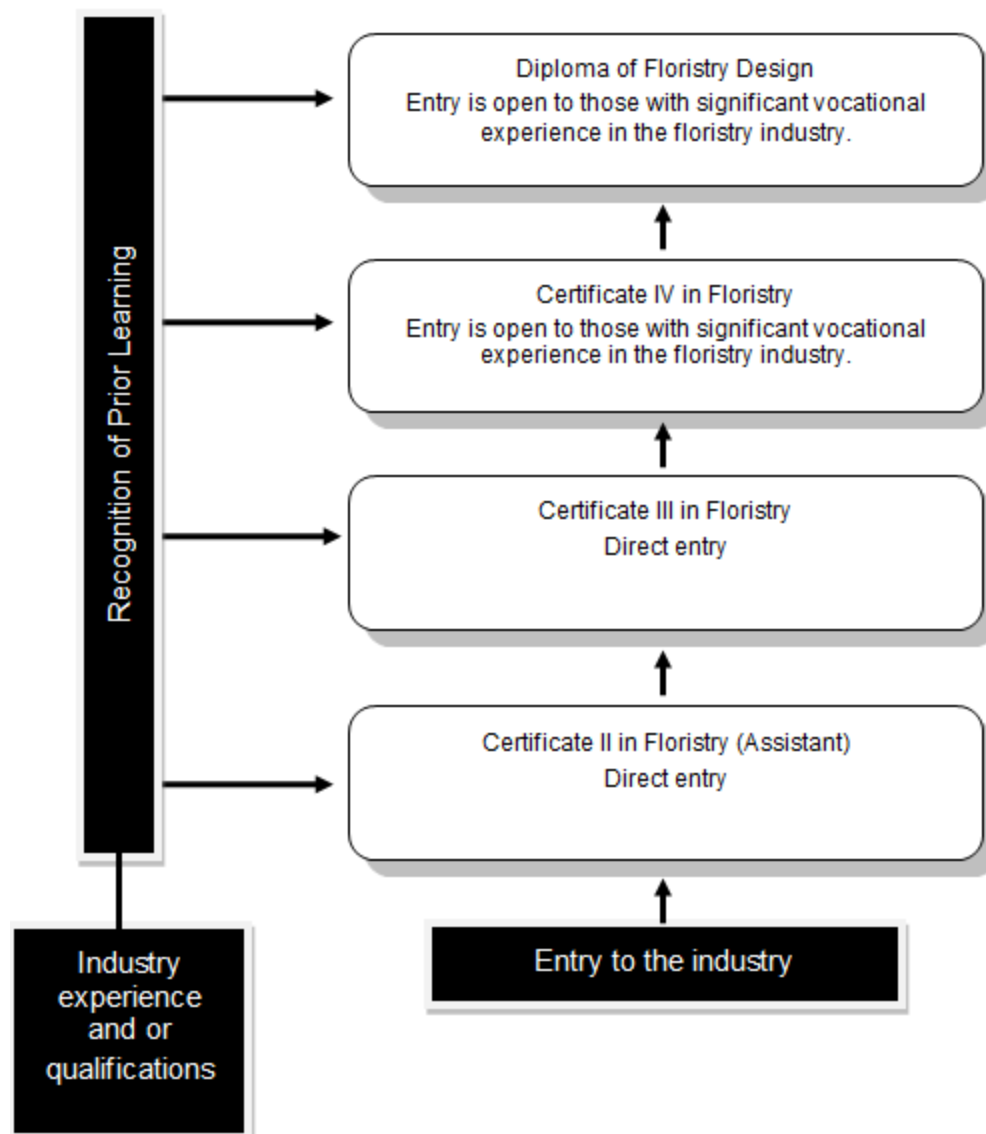 Recognition of Prior Learning
Diploma of Floristry Design
Entry is open to those with significant vocational
experience in the floristry industry.
Certificate IV in Floristry
Entry is open to those with significant vocational
experience in the floristry industry.
Certificate III in Floristry
Direct entry
Certificate II in Floristry (Assistant)
Direct entry
Industry
experience
and or
qualifications
Entry to the industry